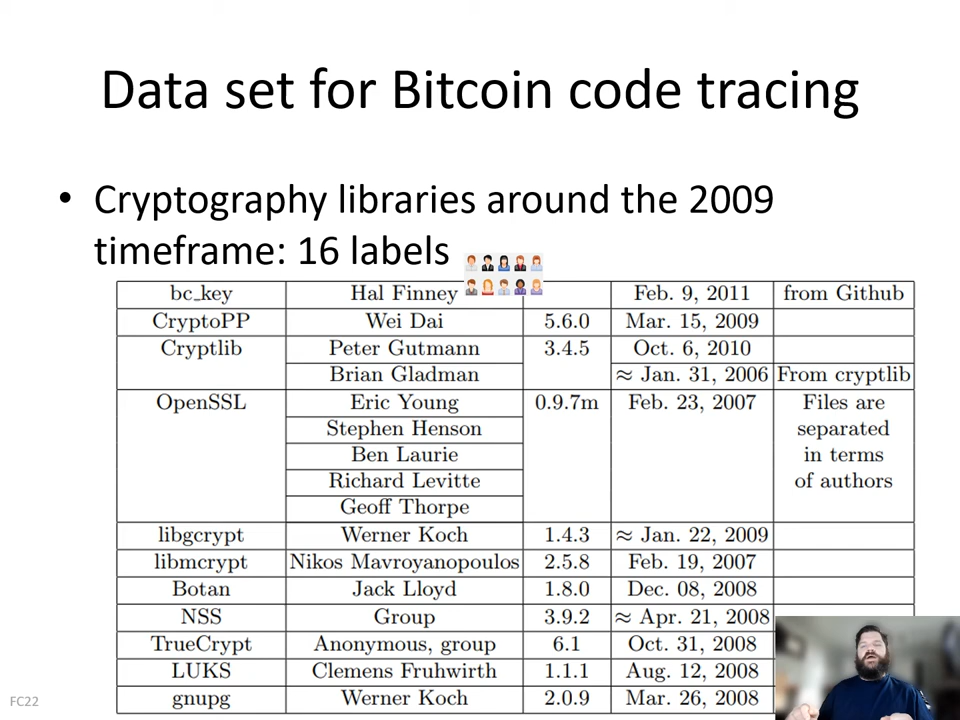 Data set for Bitcoin code tracing
• Cryptography libraries around the 2009
timeframe: 16 labels
bc_key Hal Finney Feb. 9, 2011 from Github
CryptoPP Wei Dai 5.6.0 Mar. 15, 2009
Cryptlib Peter Gutmann 3.4.5 Oct. 6, 2010
Brian Gladman ≈ Jan. 31, 2006 From cryptlib
OpenSSL Eric Young 0.9.7m Feb. 23, 2007 Files are
Stephen Henson separated
Ben Laurie in terms
Richard Levitte of authors
Geoff Thorpe
libgcrypt Werner Koch 1.4.3 ≈ Jan. 22, 2009
libmcrypt Nikos Mavroyanopoulos 2.5.8 Feb. 19, 2007
Botan Jack Lloyd 1.8.0 Dec. 08, 2008
NSS Group 3.9.2 ≈ Apr. 21, 2008
TrueCrypt Anonymous, group 6.1 Oct. 31, 2008
LUKS Clemens Fruhwirth 1.1.1 Aug. 12, 2008
gnupg Werner Koch 2.0.9 Mar. 26, 2008
FC22